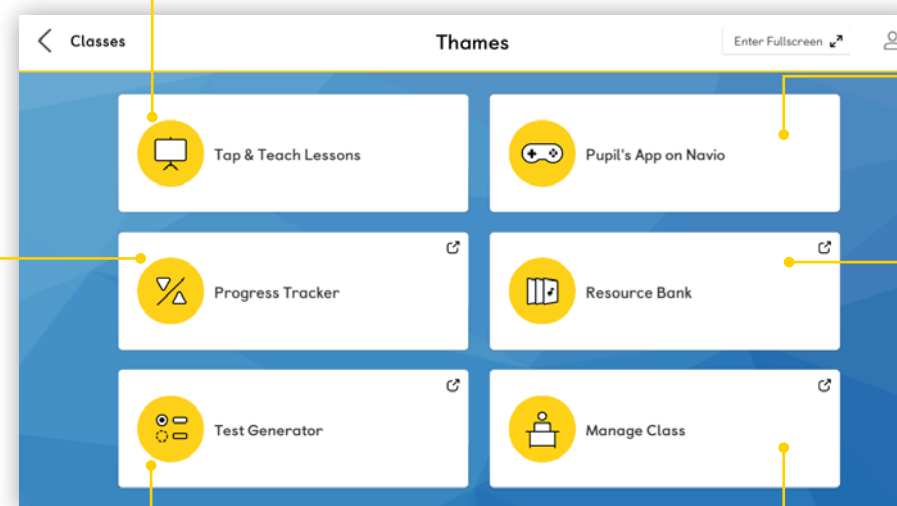 Classes
Thames
Enter Fullscreen
Tap & Teach Lessons
Pupil's App on Navio
Progress Tracker
Resource Bank
Test Generator
Manage Class